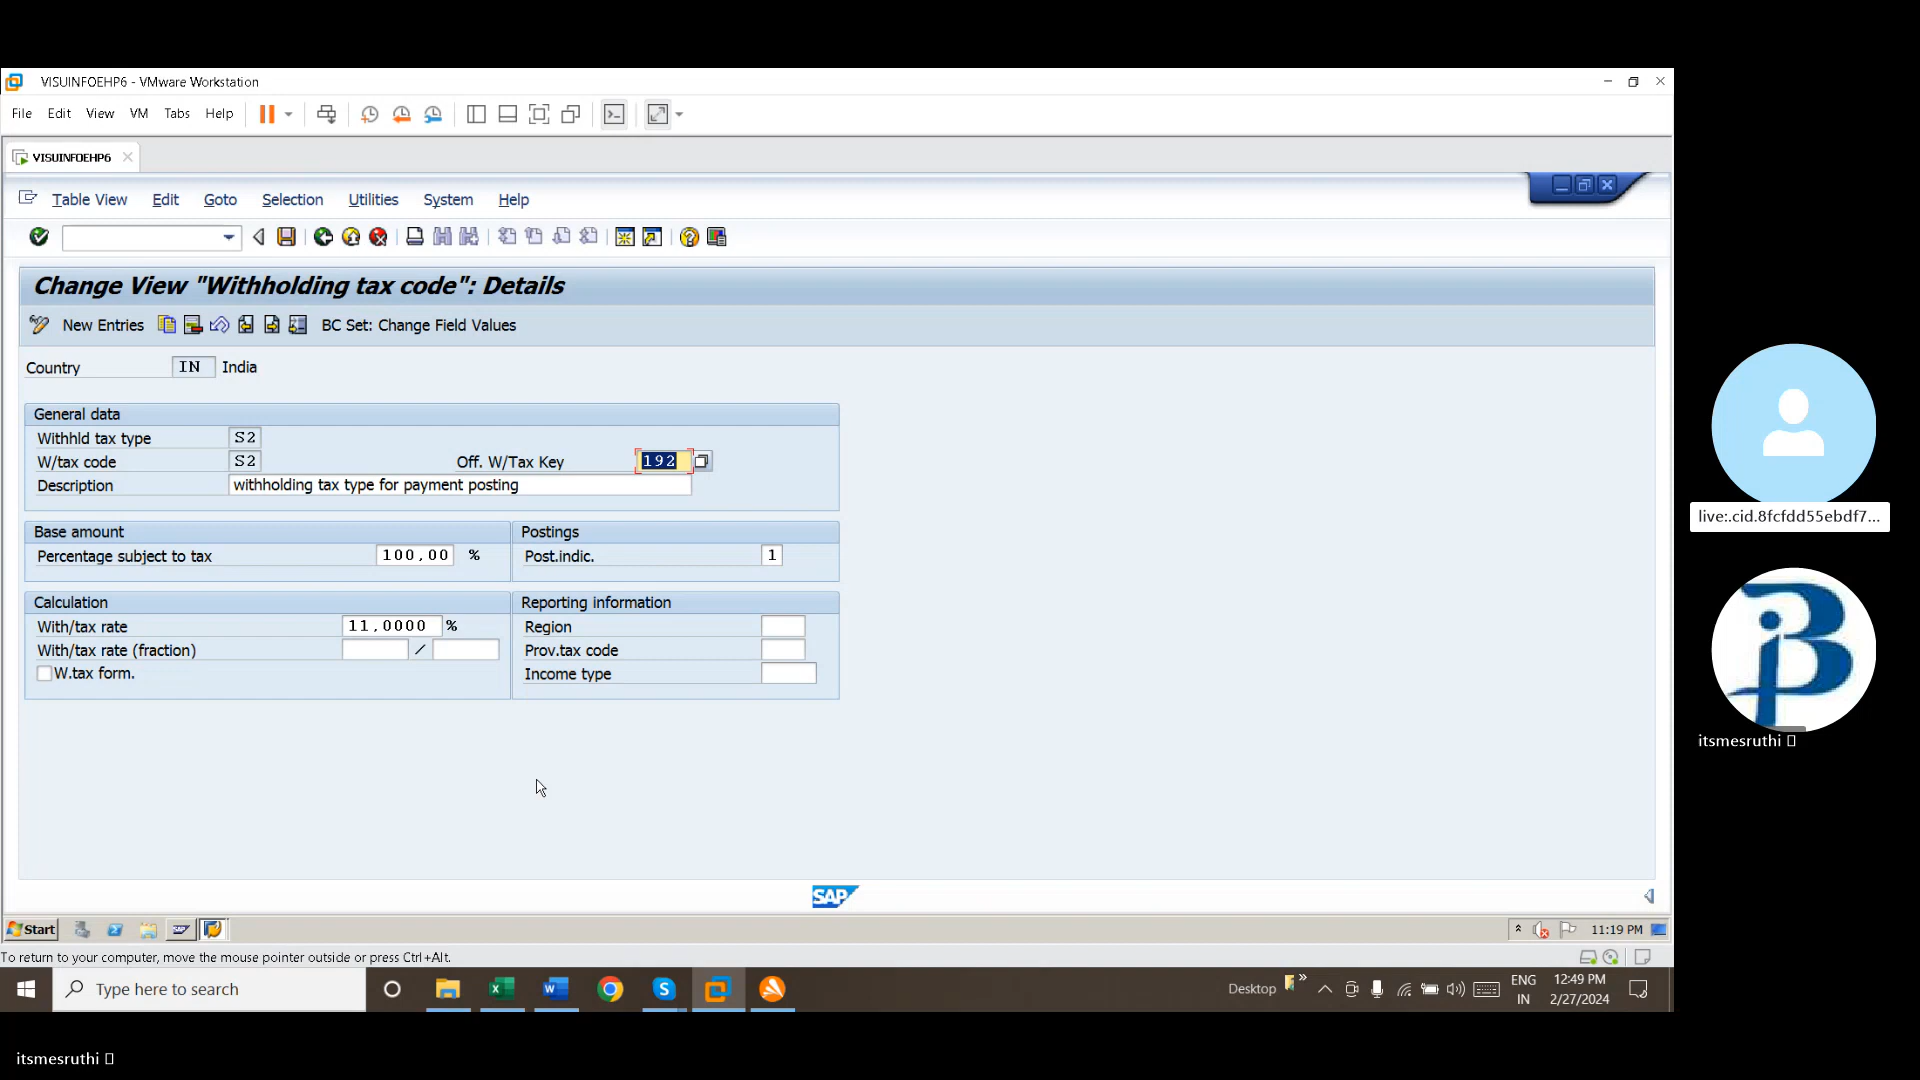 VISUINFOEHP6 - VMware Workstation
File Edit View VM Tabs Help
VISUINFOEHP6
Table View Edit Goto Selection Utilities System Help
Change View "Withholding tax code": Details
New Entries BC Set: Change Field Values
Country IN India
General data
Withhld tax type S2
W/tax code S2 Off. W/Tax Key 192
Description withholding tax type for payment posting
Base amount Postings
Percentage subject to tax 100,00 % Post.indic. 1
Calculation Reporting information
With/tax rate 11,0000 % Region
With/tax rate (fraction) / Prov.tax code
W.tax form. Income type
SAP
Start 11:19 PM
To return to your computer, move the mouse pointer outside or press Ctrl+Alt.
Type here to search Desktop ENG IN 12:49 PM 2/27/2024
live:.cid.8fcfdd55ebdf7...
itsmesruthi
itsmesruthi